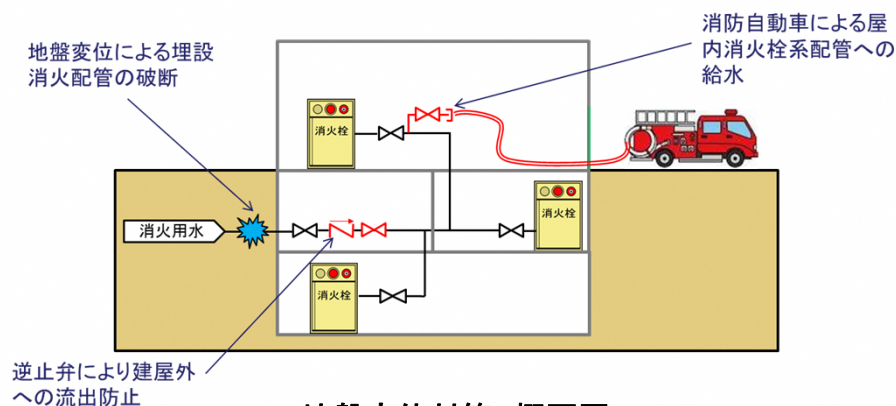 消防自動車による屋
内消火栓系配管への
給水
地盤変位による埋設
消火配管の破断
消火栓
消火栓
消火用水
消火栓
逆止弁により建屋外
への流出防止